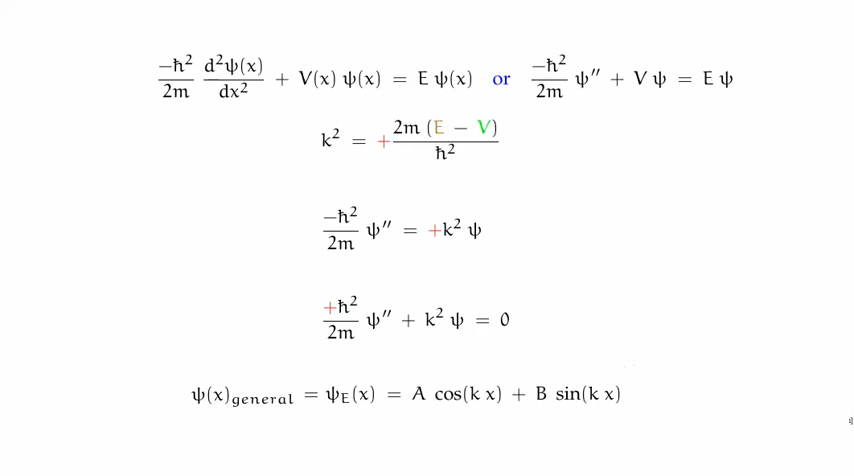 −ħ²/2m d²ψ(x)/dx² + V(x) ψ(x) = E ψ(x) or −ħ²/2m ψ″ + V ψ = E ψ
k² = +2m (E − V)/ħ²
−ħ²/2m ψ″ = +k² ψ
+ħ²/2m ψ″ + k² ψ = 0
ψ(x)general = ψE(x) = A cos(k x) + B sin(k x)